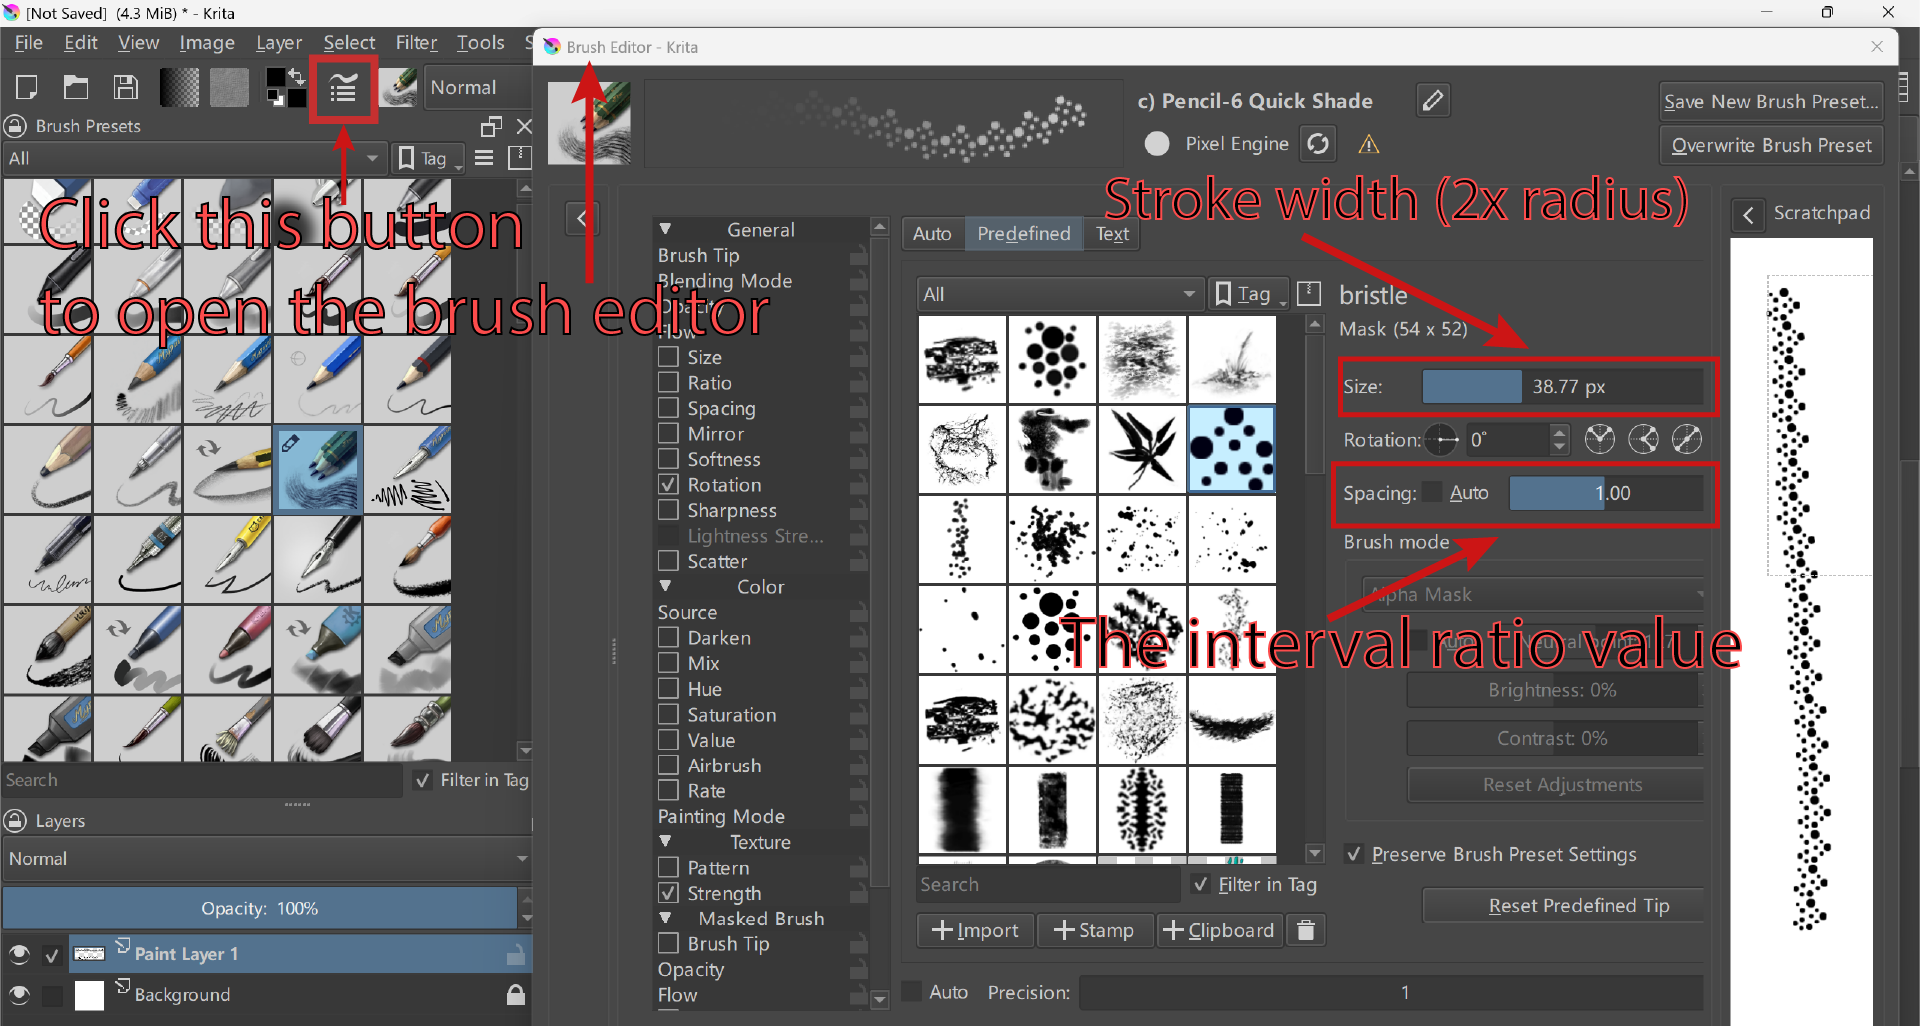 [Not Saved] (4.3 MiB) * - Krita
File Edit View Image Layer Select Filter Tools S
Normal
Brush Presets
All
Tag
Click this button
to open the brush editor
Search
Filter in Tag
Layers
Normal
Opacity: 100%
Paint Layer 1
Background
Brush Editor - Krita
c) Pencil-6 Quick Shade
Pixel Engine
Save New Brush Preset...
Overwrite Brush Preset
Stroke width (2x radius)
General
Brush Tip
Blending Mode
Opacity
Flow
Size
Ratio
Spacing
Mirror
Softness
Rotation
Sharpness
Lightness Stre...
Scatter
Color
Source
Darken
Mix
Hue
Saturation
Value
Airbrush
Rate
Painting Mode
Texture
Pattern
Strength
Masked Brush
Brush Tip
Opacity
Flow
Auto Predefined Text
All
Tag
Search
Filter in Tag
Import Stamp Clipboard
bristle
Mask (54 x 52)
Size: 38.77 px
Rotation: 0°
Spacing: Auto 1.00
Brush mode
Alpha Mask
The interval ratio value
Auto Neutral point:
Brightness: 0%
Contrast: 0%
Reset Adjustments
Preserve Brush Preset Settings
Reset Predefined Tip
Auto Precision: 1
Scratchpad